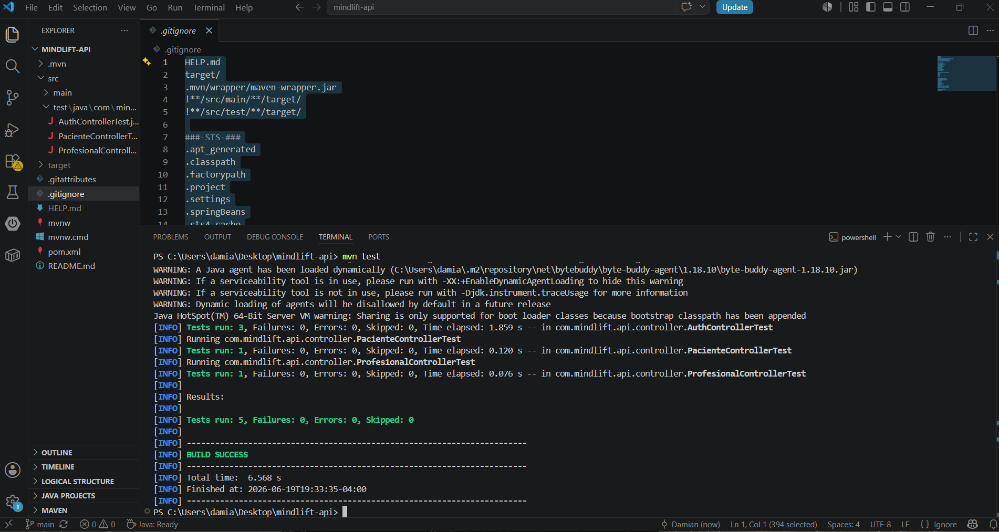 File Edit Selection View Go Run Terminal Help
mindlift-api
Update
EXPLORER
MINDLIFT-API
.mvn
src
main
test\java\com\min...
AuthControllerTest.j...
PacienteControllerT...
ProfesionalControll...
target
.gitattributes
.gitignore
HELP.md
mvnw
mvnw.cmd
pom.xml
README.md
OUTLINE
TIMELINE
LOGICAL STRUCTURE
JAVA PROJECTS
MAVEN
.gitignore
.gitignore
1 HELP.md
2 target/
3 .mvn/wrapper/maven-wrapper.jar
4 !**/src/main/**/target/
5 !**/src/test/**/target/
6
7 ### STS ###
8 .apt_generated
9 .classpath
10 .factorypath
11 .project
12 .settings
13 .springBeans
14 .sts4-cache
PROBLEMS OUTPUT DEBUG CONSOLE TERMINAL PORTS
powershell
PS C:\Users\damia\Desktop\mindlift-api> mvn test
WARNING: A Java agent has been loaded dynamically (C:\Users\damia\.m2\repository\net\bytebuddy\byte-buddy-agent\1.18.10\byte-buddy-agent-1.18.10.jar)
WARNING: If a serviceability tool is in use, please run with -XX:+EnableDynamicAgentLoading to hide this warning
WARNING: If a serviceability tool is not in use, please run with -Djdk.instrument.traceUsage for more information
WARNING: Dynamic loading of agents will be disallowed by default in a future release
Java HotSpot(TM) 64-Bit Server VM warning: Sharing is only supported for boot loader classes because bootstrap classpath has been appended
[INFO] Tests run: 3, Failures: 0, Errors: 0, Skipped: 0, Time elapsed: 1.859 s -- in com.mindlift.api.controller.AuthControllerTest
[INFO] Running com.mindlift.api.controller.PacienteControllerTest
[INFO] Tests run: 1, Failures: 0, Errors: 0, Skipped: 0, Time elapsed: 0.120 s -- in com.mindlift.api.controller.PacienteControllerTest
[INFO] Running com.mindlift.api.controller.ProfesionalControllerTest
[INFO] Tests run: 1, Failures: 0, Errors: 0, Skipped: 0, Time elapsed: 0.076 s -- in com.mindlift.api.controller.ProfesionalControllerTest
[INFO]
[INFO] Results:
[INFO]
[INFO] Tests run: 5, Failures: 0, Errors: 0, Skipped: 0
[INFO]
[INFO] ------------------------------------------------------------------------
[INFO] BUILD SUCCESS
[INFO] ------------------------------------------------------------------------
[INFO] Total time:  6.568 s
[INFO] Finished at: 2026-06-19T19:33:35-04:00
[INFO] ------------------------------------------------------------------------
PS C:\Users\damia\Desktop\mindlift-api>
1
main 0 0 Java: Ready
Damian (now) Ln 1, Col 1 (394 selected) Spaces: 4 UTF-8 LF { } Ignore